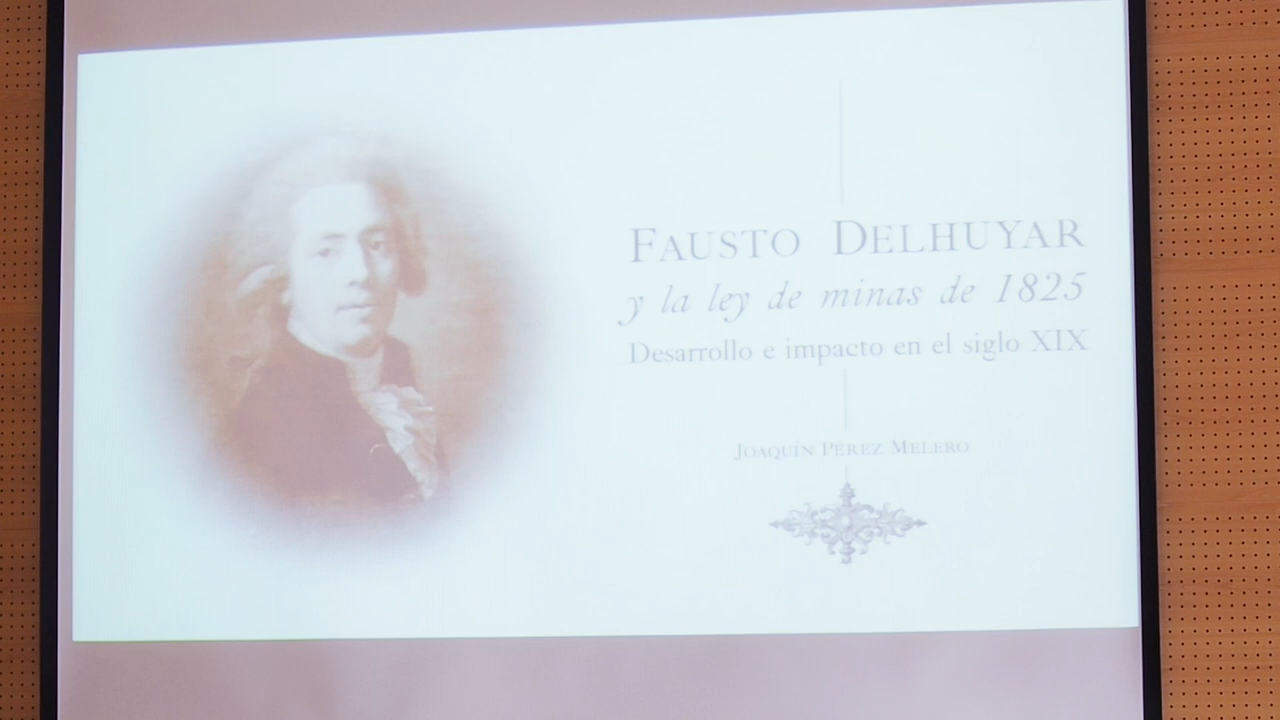 FAUSTO DELHUYAR
y la ley de minas de 1825
Desarrollo e impacto en el siglo XIX
JOAQUÍN PÉREZ MELERO